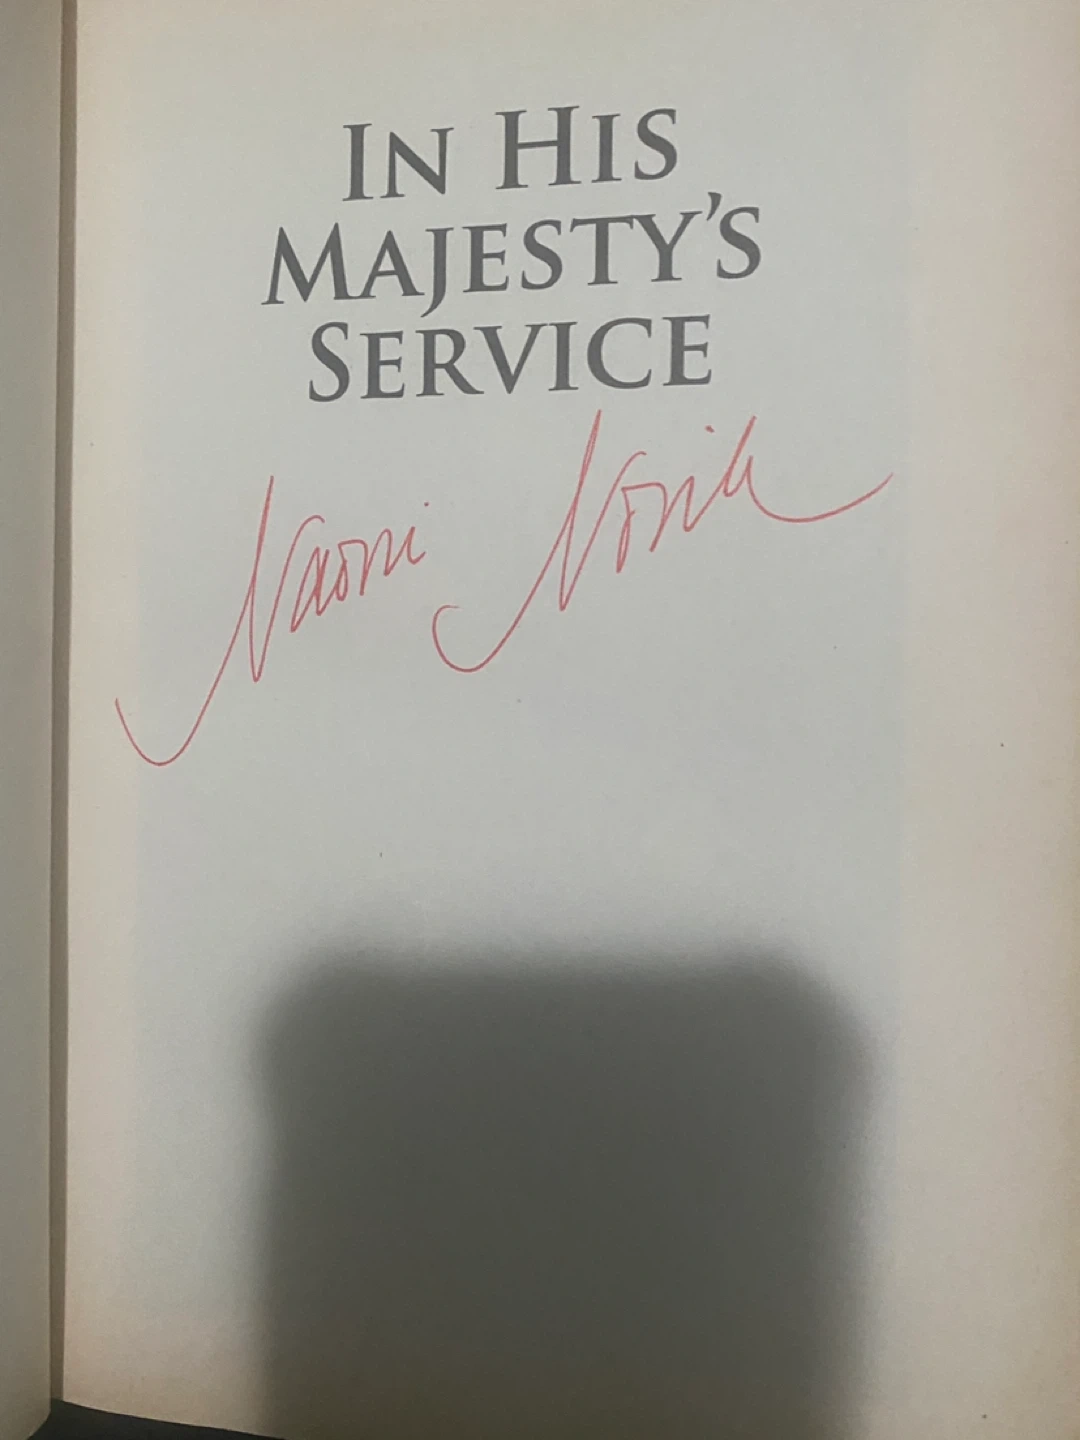 IN HIS
MAJESTY'S
SERVICE
Naomi Novik